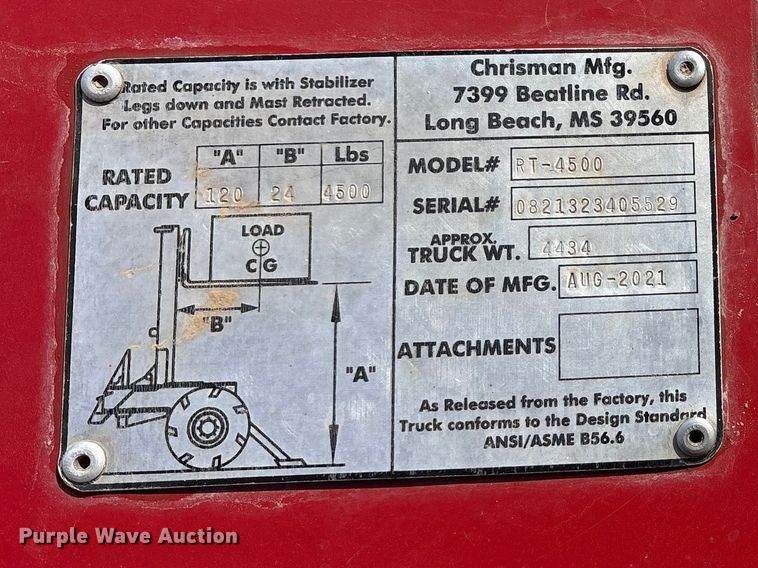 Rated Capacity is with Stabilizer
Legs down and Mast Retracted.
For other Capacities Contact Factory.
"A" "B" Lbs
RATED
CAPACITY 120 24 4500
LOAD
CG
"B"
"A"
Chrisman Mfg.
7399 Beatline Rd.
Long Beach, MS 39560
MODEL# RT-4500
SERIAL# 0821323405529
APPROX.
TRUCK WT. 4434
DATE OF MFG. AUG-2021
ATTACHMENTS
As Released from the Factory, this
Truck conforms to the Design Standard
ANSI/ASME B56.6
Purple Wave Auction